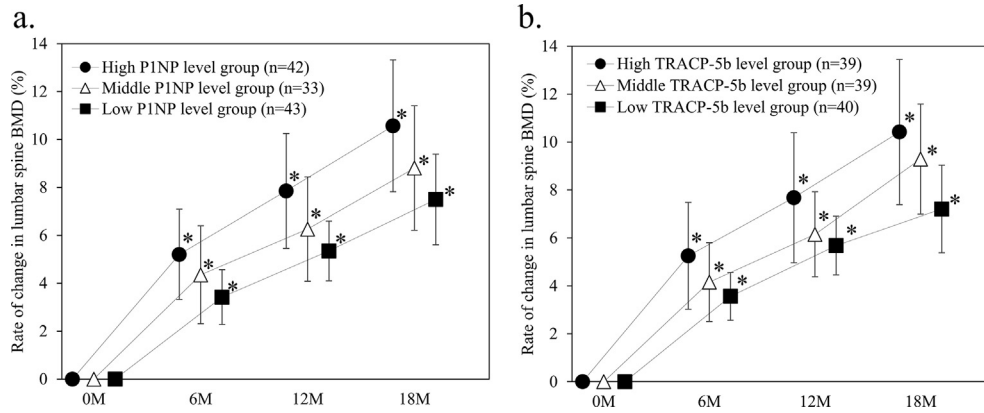 a.
Rate of change in lumbar spine BMD (%)
14
12
10
8
6
4
2
0
High P1NP level group (n=42)
Middle P1NP level group (n=33)
Low P1NP level group (n=43)
*
*
*
*
*
*
*
*
*
0M
6M
12M
18M
b.
Rate of change in lumbar spine BMD (%)
14
12
10
8
6
4
2
0
High TRACP-5b level group (n=39)
Middle TRACP-5b level group (n=39)
Low TRACP-5b level group (n=40)
*
*
*
*
*
*
*
*
*
0M
6M
12M
18M